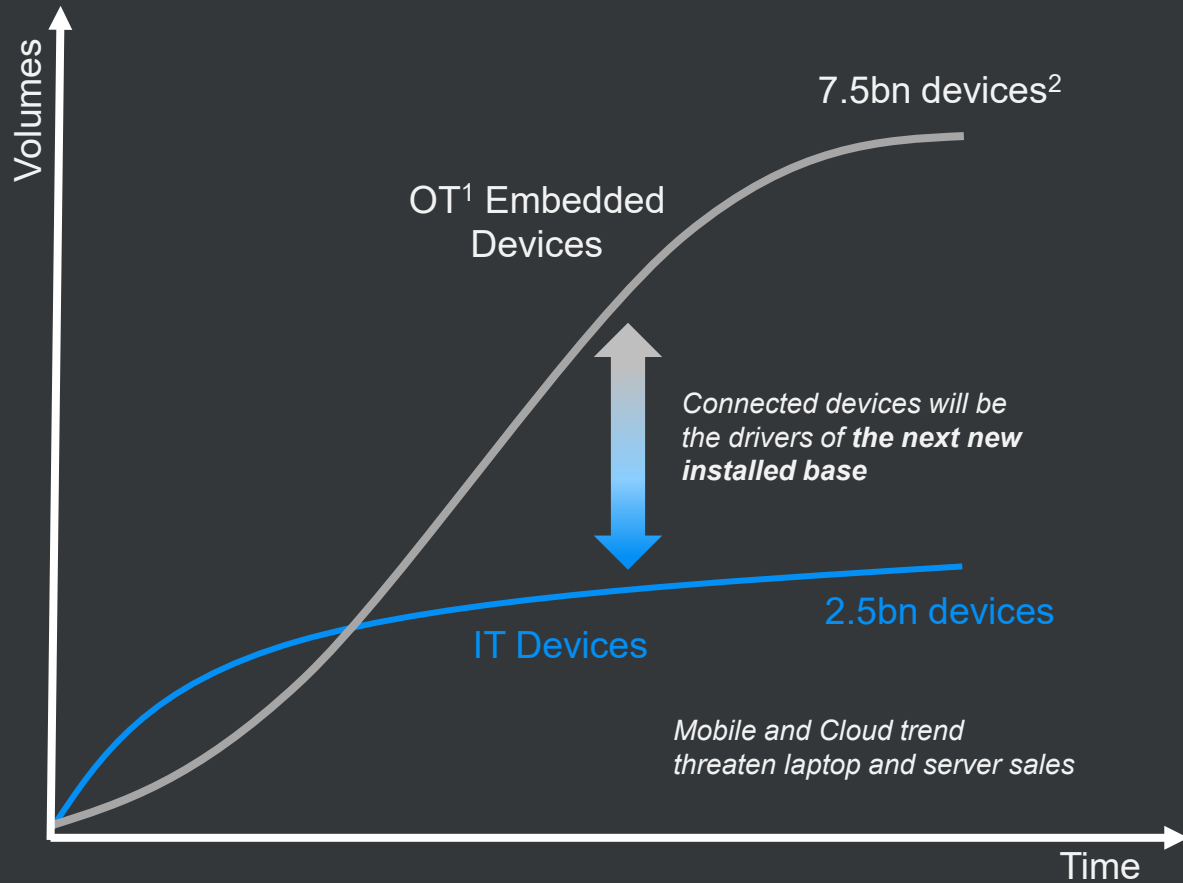 Volumes
7.5bn devices²
OT¹ Embedded
Devices
Connected devices will be
the drivers of the next new
installed base
2.5bn devices
IT Devices
Mobile and Cloud trend
threaten laptop and server sales
Time